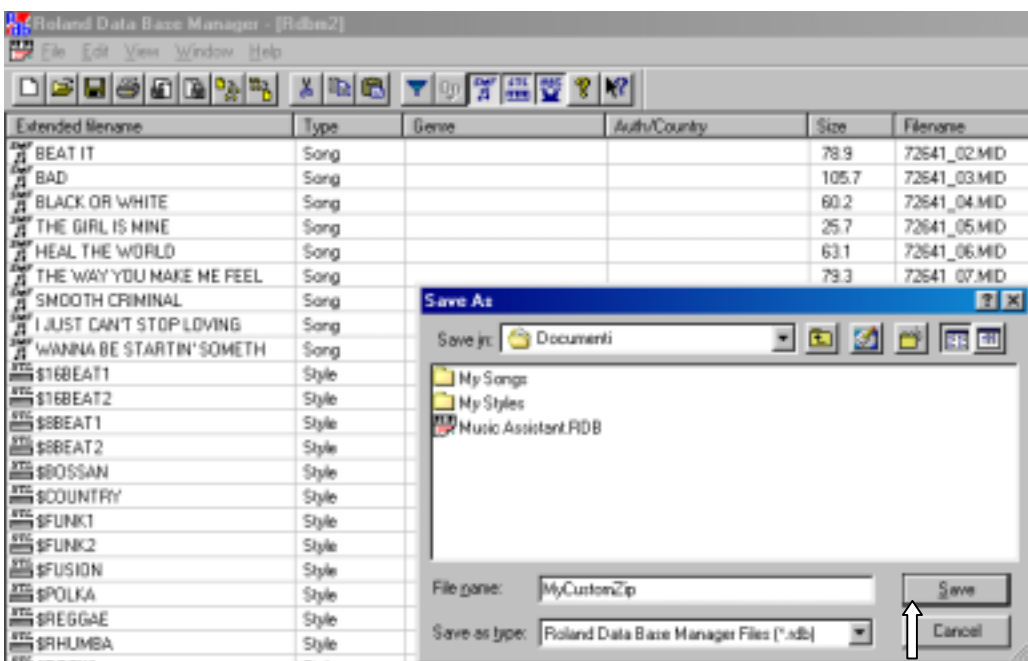 Roland Data Base Manager - [Rdbm2]
File Edit View Window Help
Extended filename Type Genre Auth/Country Size Filename
BEAT IT Song 78.9 72641_02.MID
BAD Song 105.7 72641_03.MID
BLACK OR WHITE Song 60.2 72641_04.MID
THE GIRL IS MINE Song 25.7 72641_05.MID
HEAL THE WORLD Song 63.1 72641_06.MID
THE WAY YOU MAKE ME FEEL Song 79.3 72641_07.MID
SMOOTH CRIMINAL Song
I JUST CAN'T STOP LOVING Song
WANNA BE STARTIN' SOMETH Song
$16BEAT1 Style
$16BEAT2 Style
$8BEAT1 Style
$8BEAT2 Style
$BOSSAN Style
$COUNTRY Style
$FUNK1 Style
$FUNK2 Style
$FUSION Style
$POLKA Style
$REGGAE Style
$RHUMBA Style
Save As
Save in: Documenti
My Songs
My Styles
Music Assistant.RDB
File name: MyCustomZip Save
Save as type: Roland Data Base Manager Files (*.rdb) Cancel